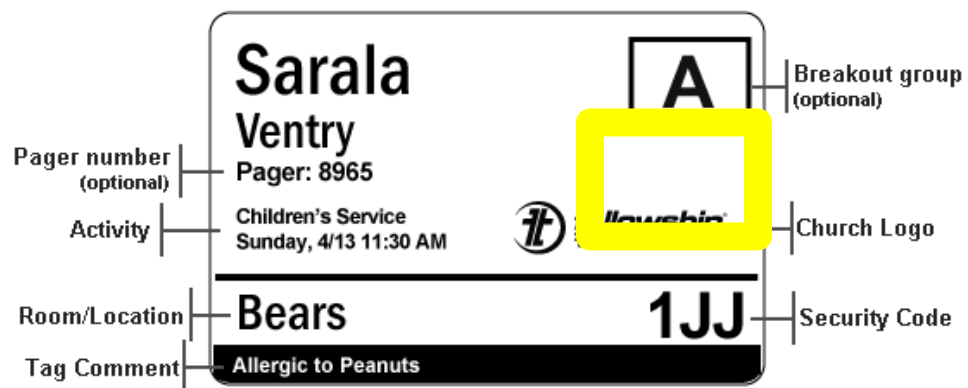 Sarala
A
Breakout group
(optional)
Ventry
Pager number
(optional)
Pager: 8965
Activity
Children's Service
Sunday, 4/13 11:30 AM
Church Logo
Room/Location
Bears
1JJ
Security Code
Tag Comment
Allergic to Peanuts